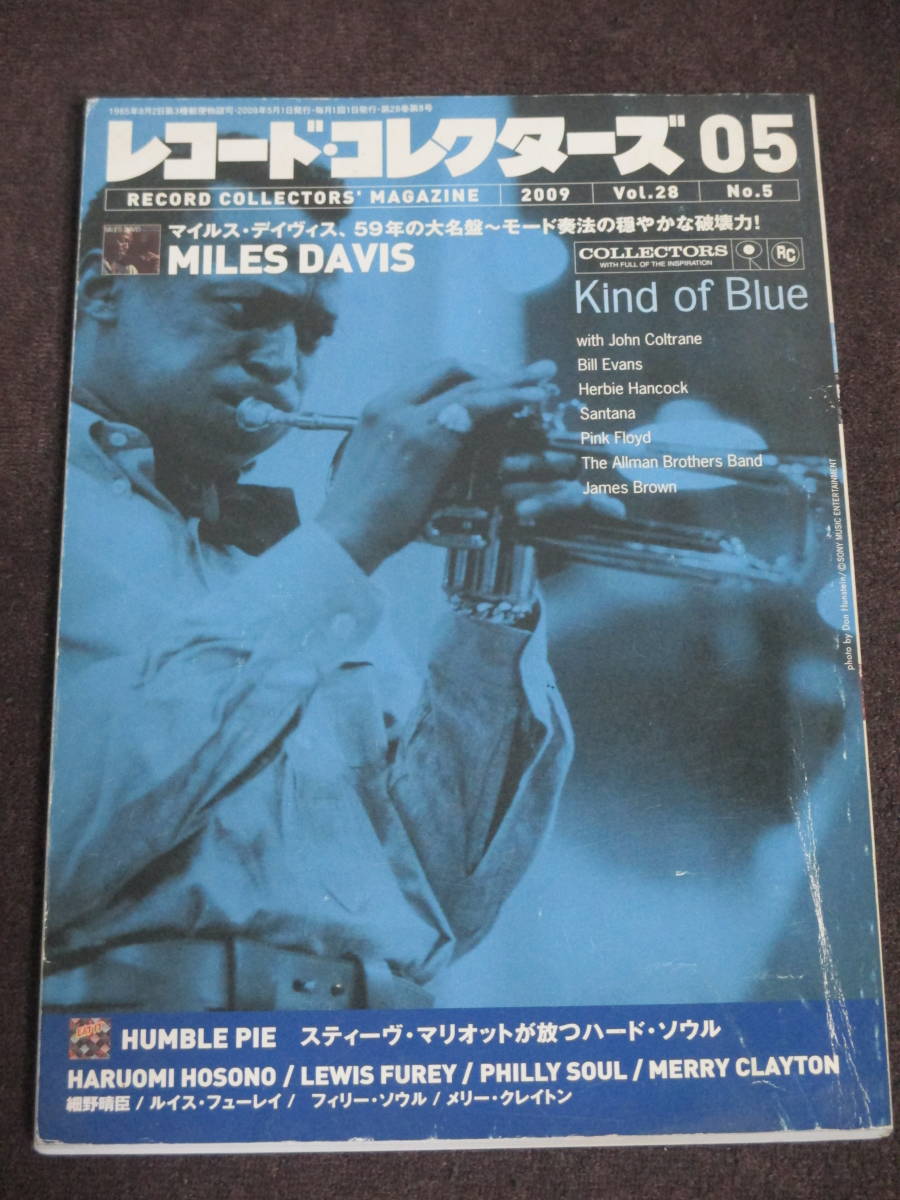 1985年8月2日第3種郵便物認可・2009年5月1日発行・毎月1回1日発行・第28巻第5号
レコード・コレクターズ 05
RECORD COLLECTORS' MAGAZINE 2009 Vol.28 No.5
マイルス・デイヴィス、59年の大名盤〜モード奏法の穏やかな破壊力!
MILES DAVIS
COLLECTORS
WITH FULL OF THE INSPIRATION
RC
Kind of Blue
with John Coltrane
Bill Evans
Herbie Hancock
Santana
Pink Floyd
The Allman Brothers Band
James Brown
photo by Don Hunstein/©SONY MUSIC ENTERTAINMENT
EAT IT
HUMBLE PIE スティーヴ・マリオットが放つハード・ソウル
HARUOMI HOSONO / LEWIS FUREY / PHILLY SOUL / MERRY CLAYTON
細野晴臣 / ルイス・フューレイ / フィリー・ソウル / メリー・クレイトン